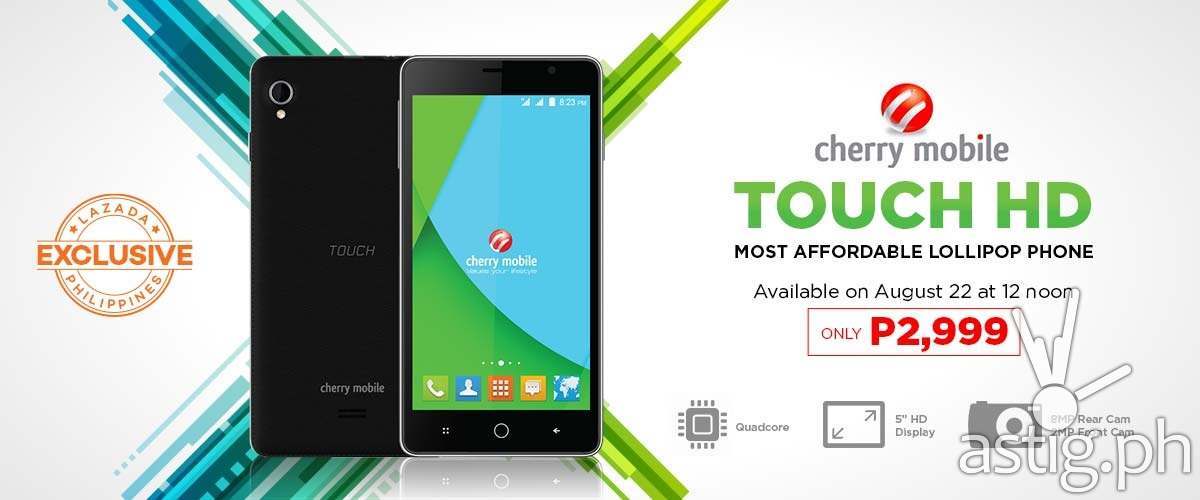 LAZADA
EXCLUSIVE
PHILIPPINES
TOUCH
cherry mobile
8:23 PM
cherry mobile
Values your lifestyle
cherry mobile
TOUCH HD
MOST AFFORDABLE LOLLIPOP PHONE
Available on August 22 at 12 noon
ONLY P2,999
Quadcore
5" HD
Display
8MP Rear Cam
2MP Front Cam
astig.ph